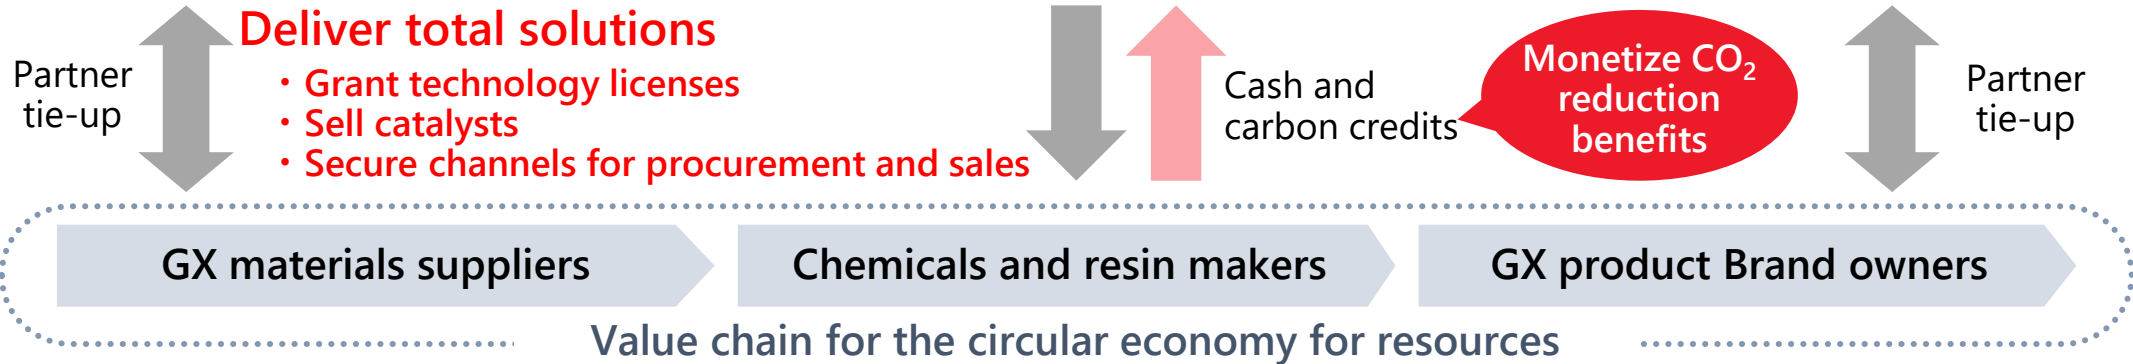 Partner
tie-up
Deliver total solutions
・Grant technology licenses
・Sell catalysts
・Secure channels for procurement and sales
Cash and
carbon credits
Monetize CO₂
reduction
benefits
Partner
tie-up
GX materials suppliers
Chemicals and resin makers
GX product Brand owners
Value chain for the circular economy for resources